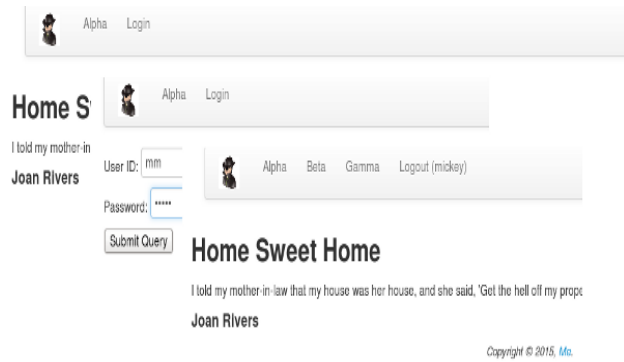 Alpha Login
Home S
I told my mother-in
Joan Rivers
Alpha Login
User ID: mm
Password: •••••
Submit Query
Alpha Beta Gamma Logout (mickey)
Home Sweet Home
I told my mother-in-law that my house was her house, and she said, 'Get the hell off my prope
Joan Rivers
Copyright © 2015, Mo.